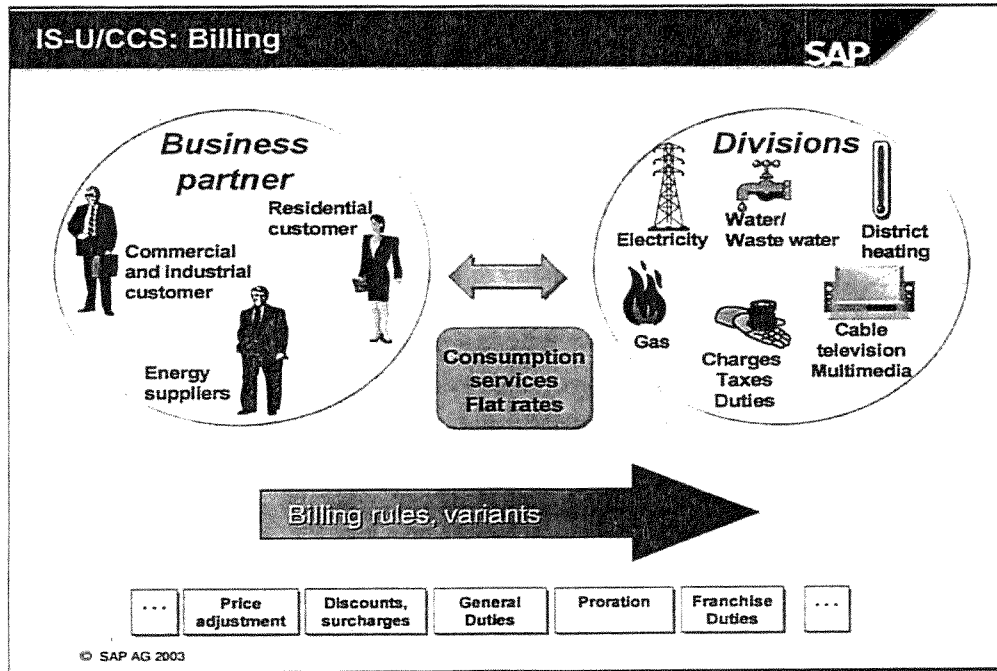 IS-U/CCS: Billing
SAP
Business
partner
Residential
customer
Commercial
and industrial
customer
Energy
suppliers
Consumption
services
Flat rates
Divisions
Electricity
Water/
Waste water
District
heating
Gas
Charges
Taxes
Duties
Cable
television
Multimedia
Billing rules, variants
...
Price
adjustment
Discounts,
surcharges
General
Duties
Proration
Franchise
Duties
...
© SAP AG 2003